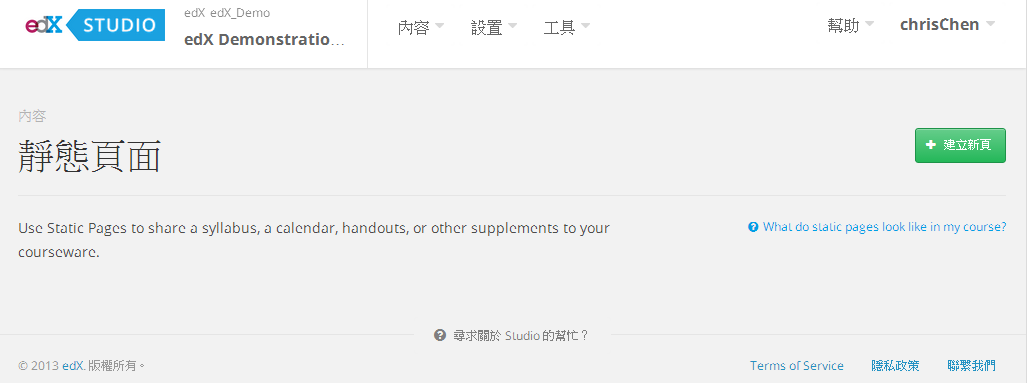 edX STUDIO
edX edX_Demo
edX Demonstratio...
內容
設置
工具
幫助
chrisChen
內容
靜態頁面
建立新頁
Use Static Pages to share a syllabus, a calendar, handouts, or other supplements to your
courseware.
What do static pages look like in my course?
尋求關於 Studio 的幫忙？
© 2013 edX. 版權所有。
Terms of Service
隱私政策
聯繫我們